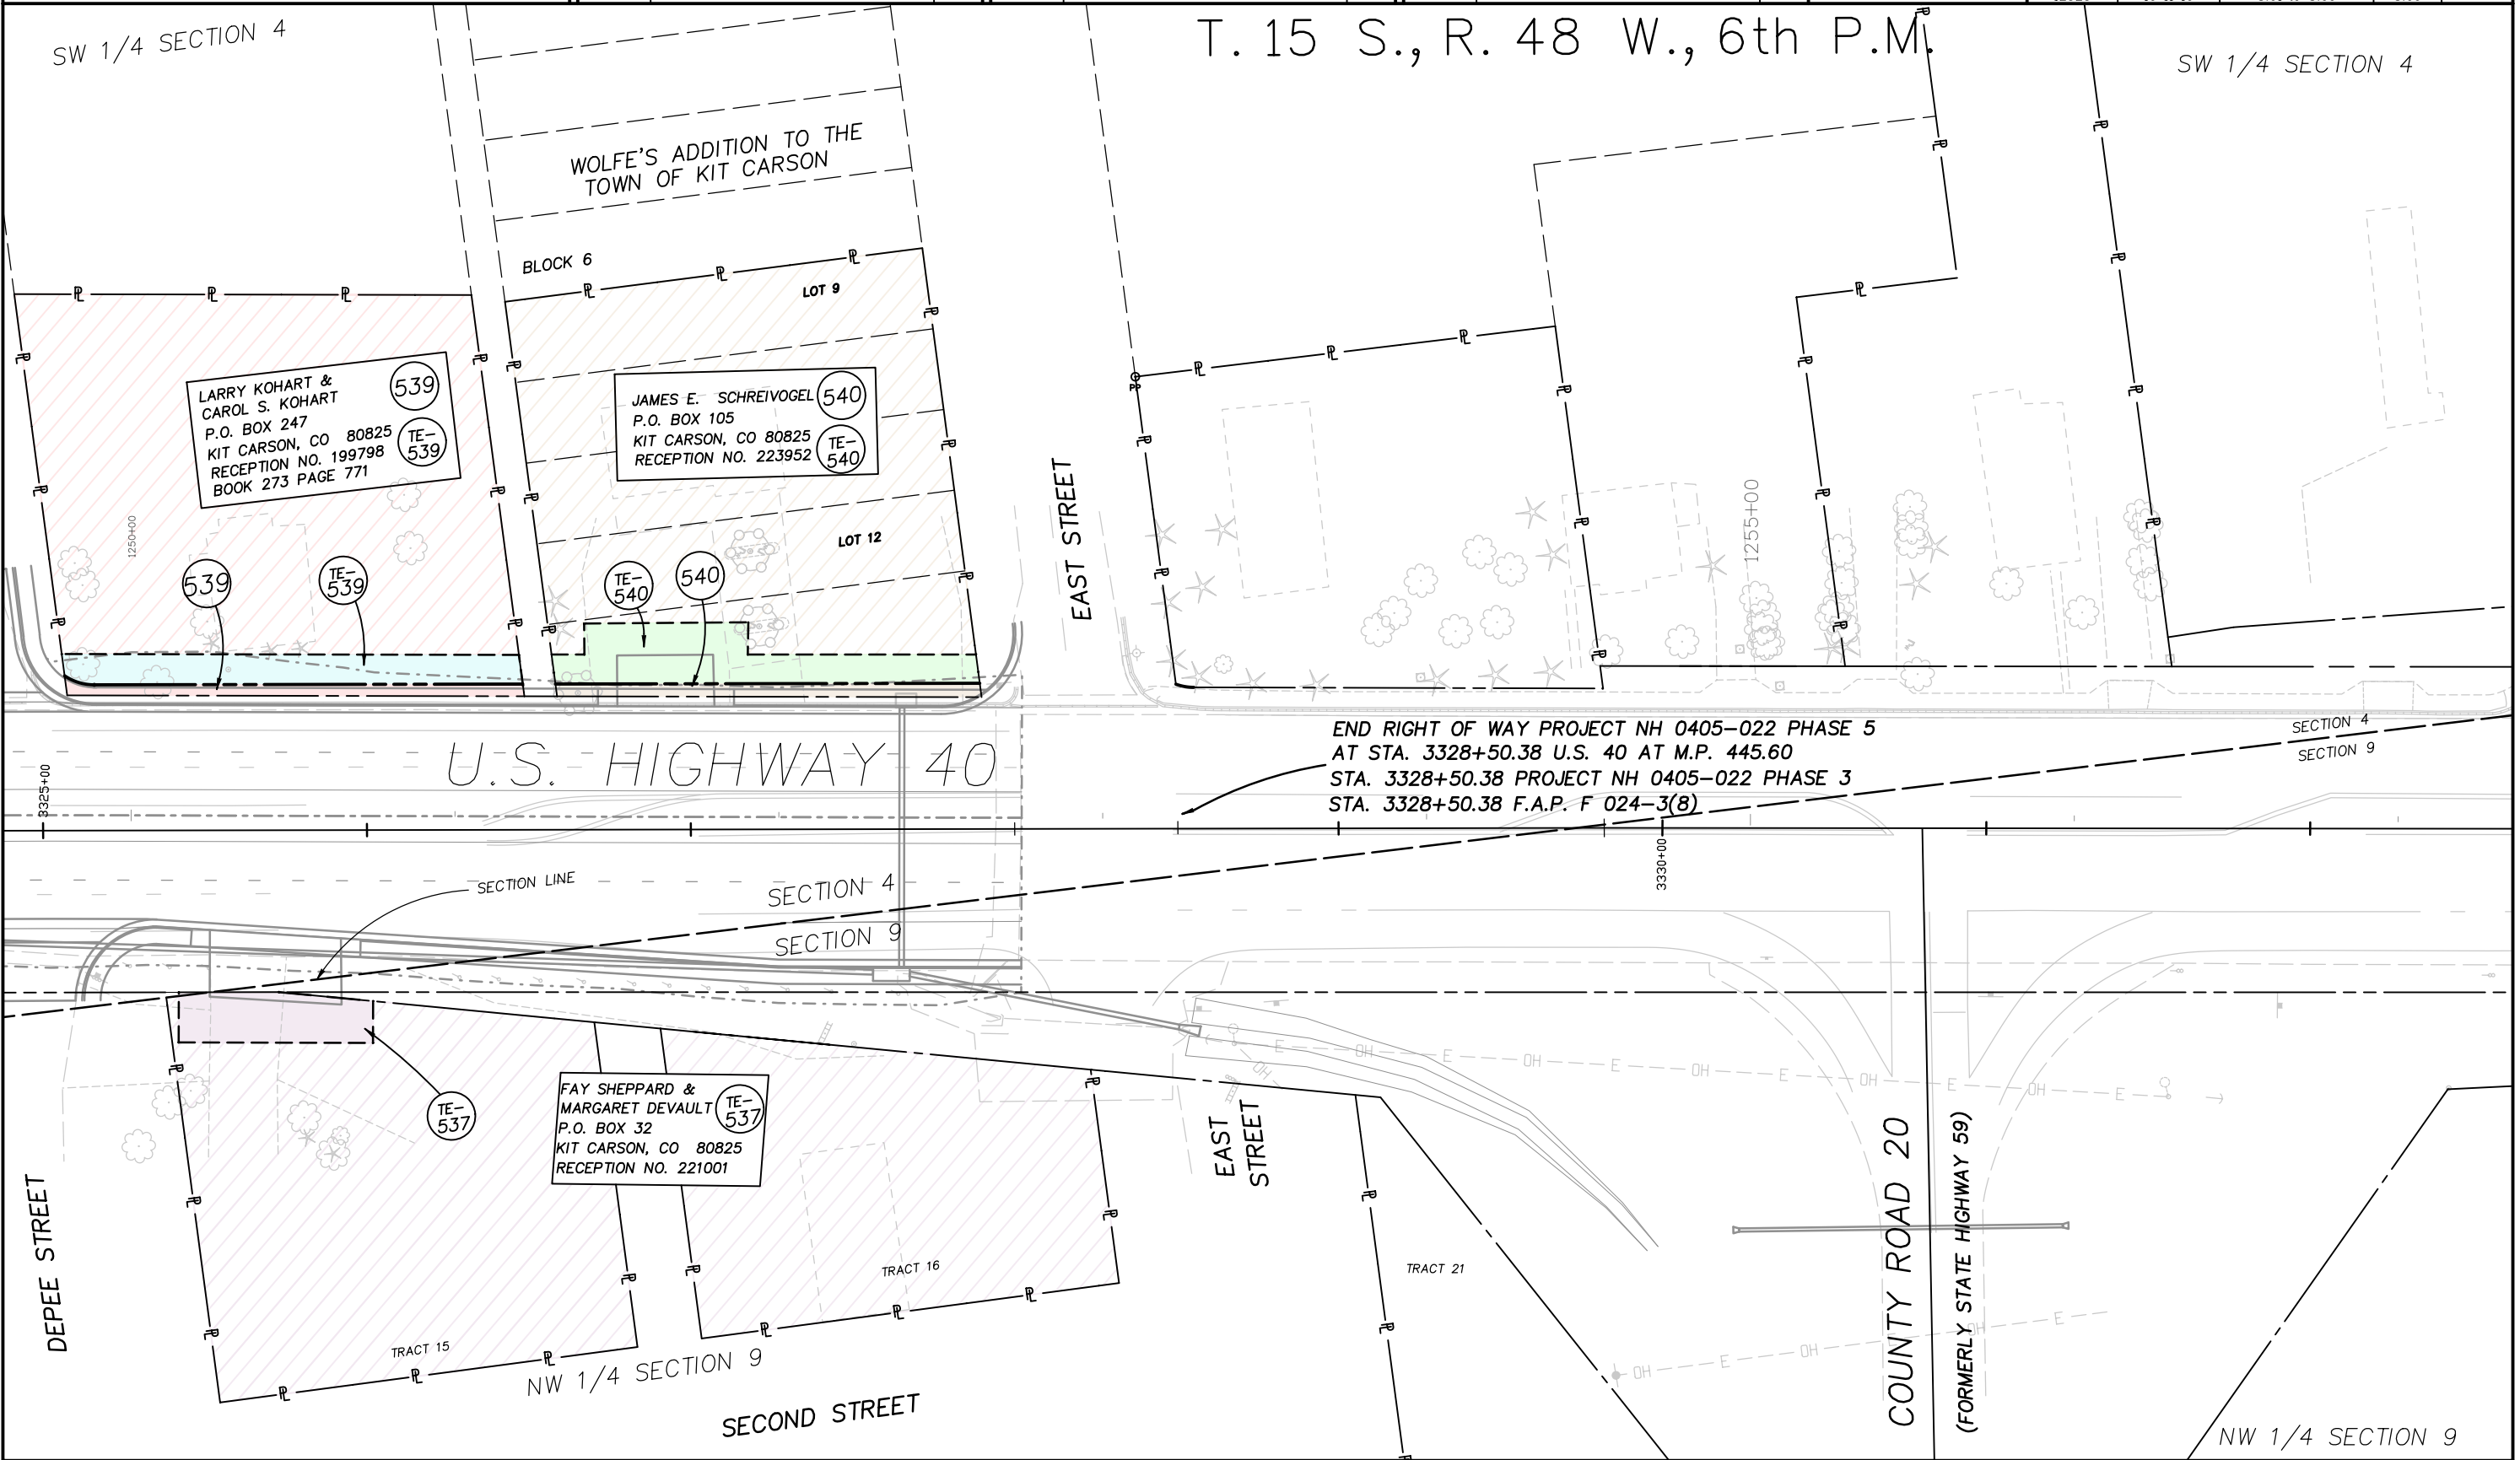 T. 15 S., R. 48 W., 6th P.M.
SW 1/4 SECTION 4
SW 1/4 SECTION 4
WOLFE'S ADDITION TO THE
TOWN OF KIT CARSON
BLOCK 6
LOT 9
LARRY KOHART &
CAROL S. KOHART
P.O. BOX 247
KIT CARSON, CO 80825
RECEPTION NO. 199798
BOOK 273 PAGE 771
539
TE-
539
JAMES E. SCHREIVOGEL
P.O. BOX 105
KIT CARSON, CO 80825
RECEPTION NO. 223952
540
TE-
540
LOT 12
1250+00
539
TE-
539
TE-
540
540
EAST STREET
1255+00
U.S. HIGHWAY 40
END RIGHT OF WAY PROJECT NH 0405-022 PHASE 5
AT STA. 3328+50.38 U.S. 40 AT M.P. 445.60
STA. 3328+50.38 PROJECT NH 0405-022 PHASE 3
STA. 3328+50.38 F.A.P. F 024-3(8)
SECTION 4
SECTION 9
3325+00
3330+00
SECTION LINE
SECTION 4
SECTION 9
TE-
537
FAY SHEPPARD &
MARGARET DEVAULT
P.O. BOX 32
KIT CARSON, CO 80825
RECEPTION NO. 221001
TE-
537
EAST
STREET
DEPEE STREET
TRACT 15
TRACT 16
TRACT 21
NW 1/4 SECTION 9
SECOND STREET
COUNTY ROAD 20
(FORMERLY STATE HIGHWAY 59)
NW 1/4 SECTION 9